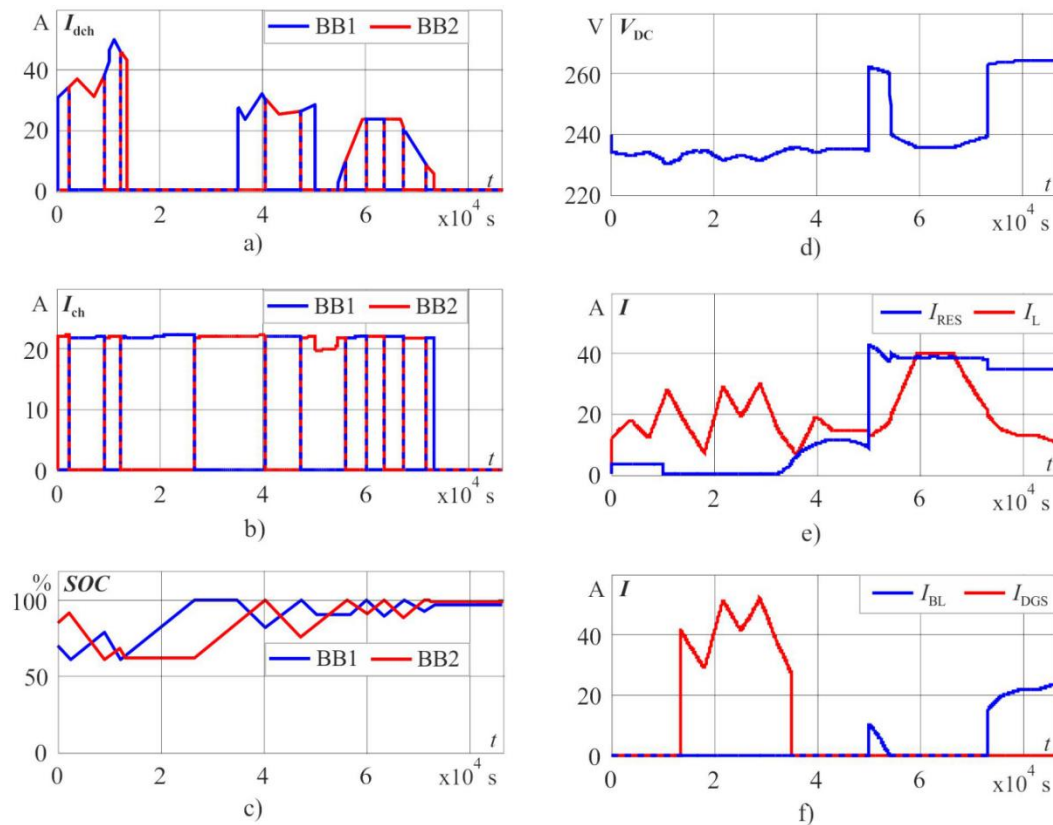 A I_dch BB1 BB2
40
20
0
t
0 2 4 6 x10^4 s
a)
A I_ch BB1 BB2
20
10
0
t
0 2 4 6 x10^4 s
b)
% SOC
100
50
BB1 BB2
0
t
0 2 4 6 x10^4 s
c)
V V_DC
260
240
220
t
0 2 4 6 x10^4 s
d)
A I I_RES I_L
40
20
0
t
0 2 4 6 x10^4 s
e)
A I I_BL I_DGS
40
20
0
t
0 2 4 6 x10^4 s
f)